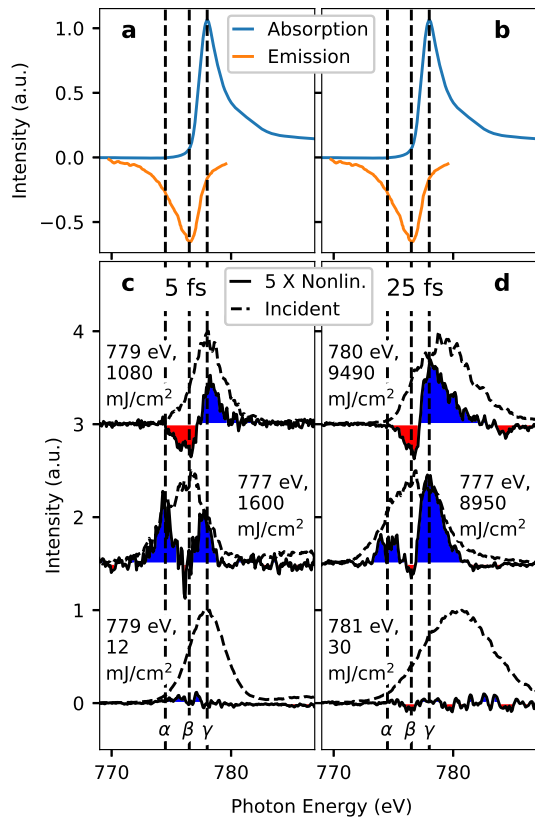 a
b
Absorption
Emission
Intensity (a.u.)
1.0
0.5
0.0
−0.5
c
5 fs
5 X Nonlin.
Incident
25 fs
d
Intensity (a.u.)
4
3
2
1
0
779 eV,
1080
mJ/cm²
780 eV,
9490
mJ/cm²
777 eV,
1600
mJ/cm²
777 eV,
8950
mJ/cm²
779 eV,
12
mJ/cm²
781 eV,
30
mJ/cm²
α β γ
α β γ
770 780
770 780
Photon Energy (eV)